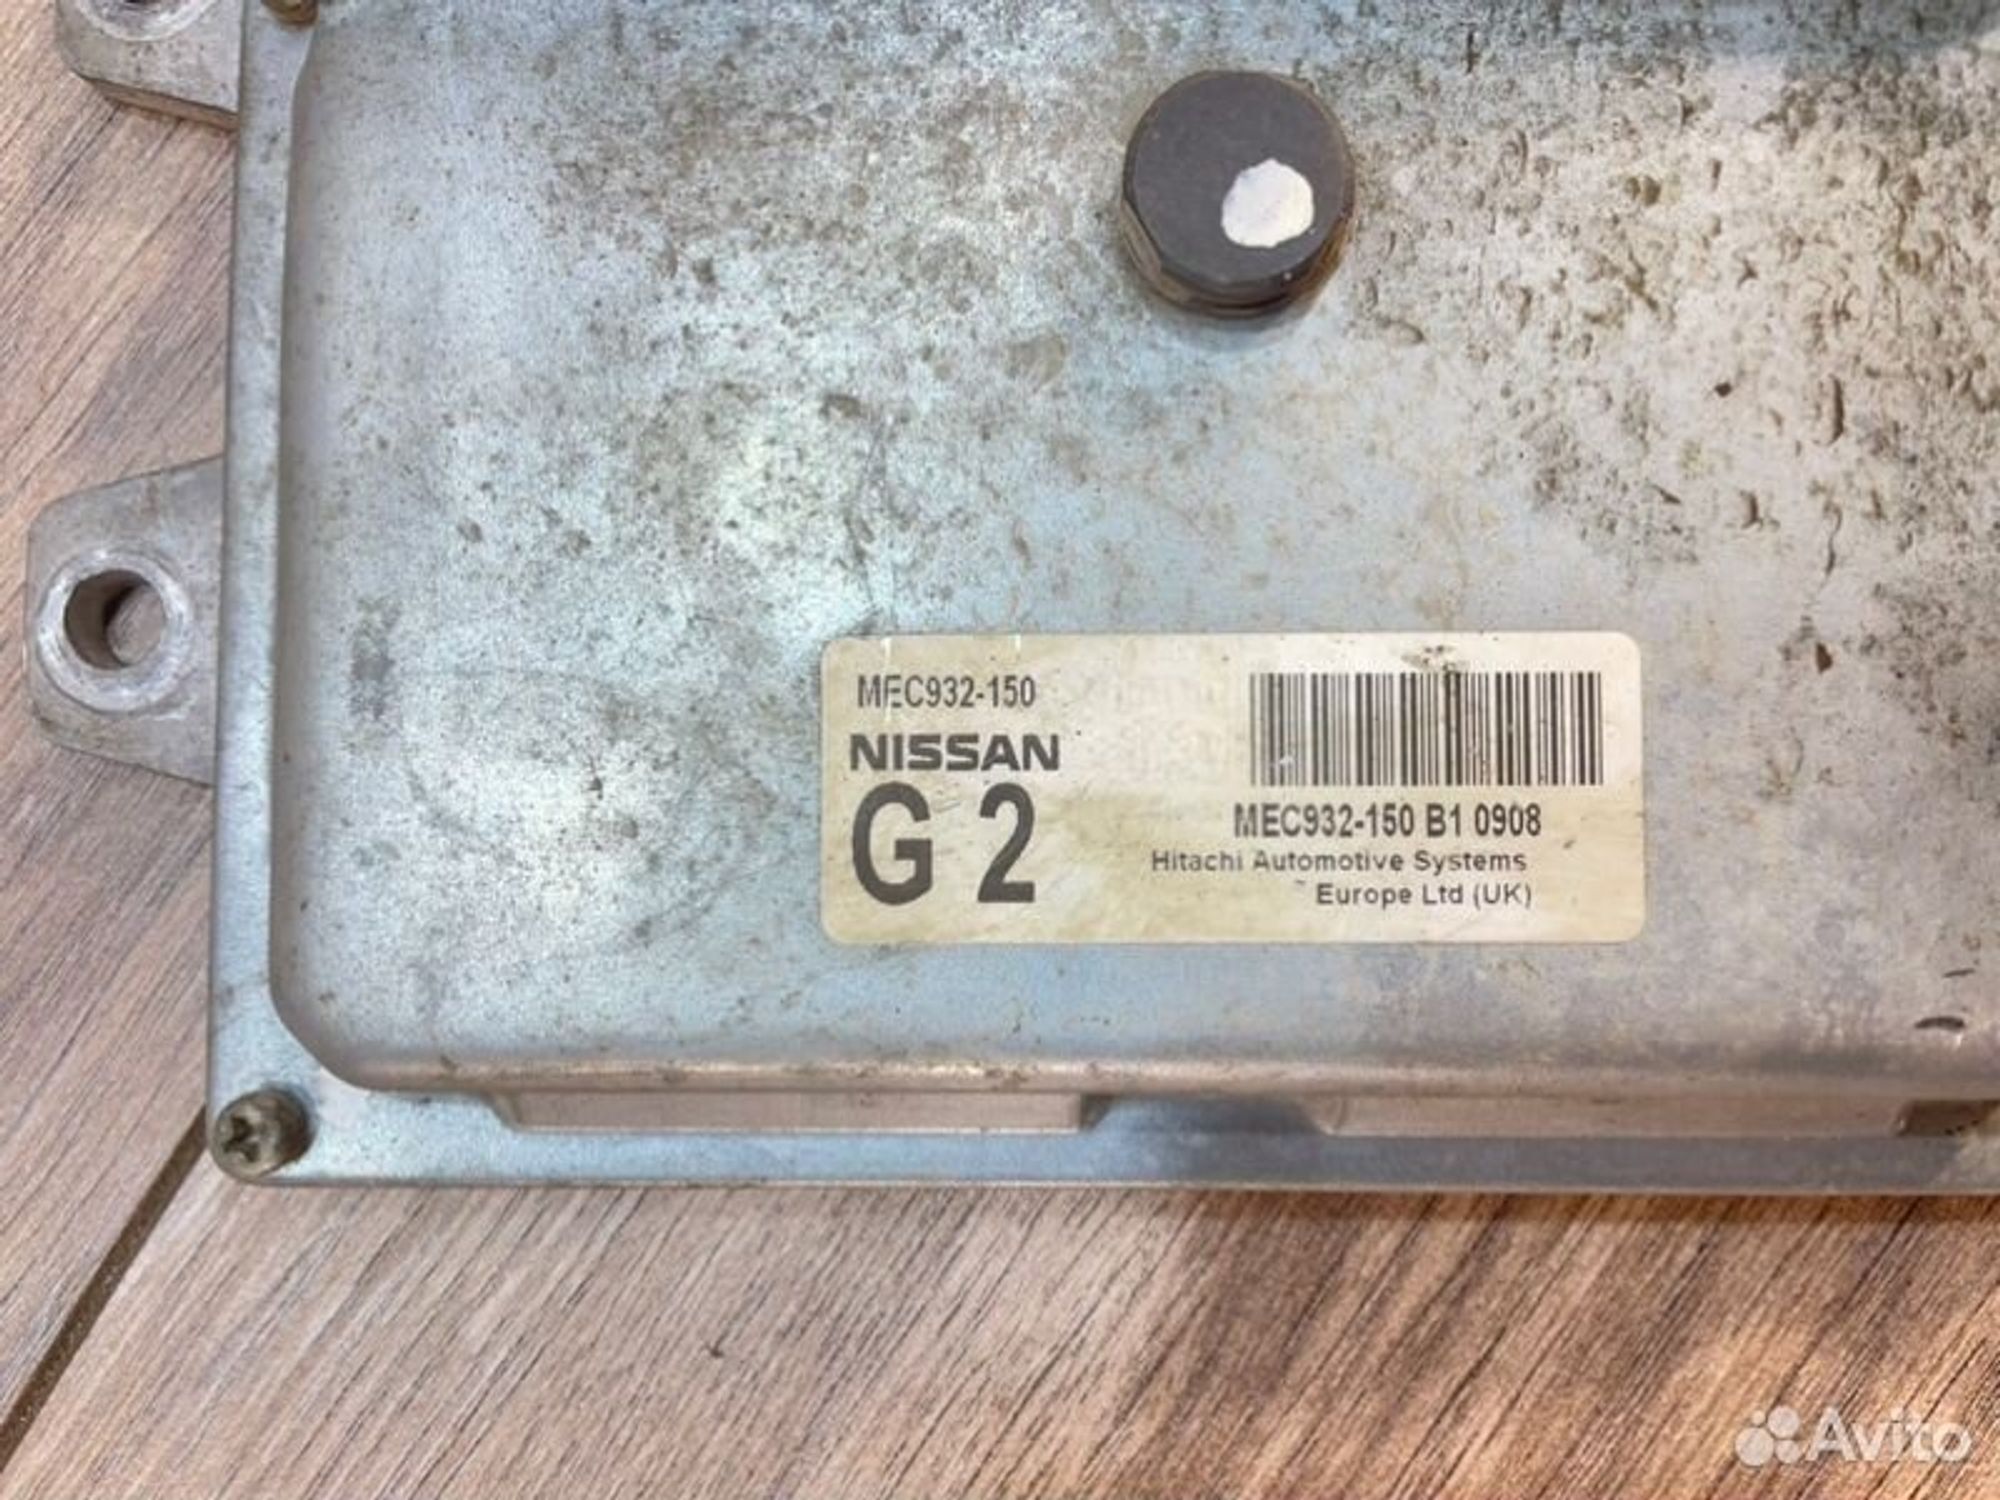 MEC932-150
NISSAN
G 2
MEC932-150 B1 0908
Hitachi Automotive Systems
Europe Ltd (UK)
Avito